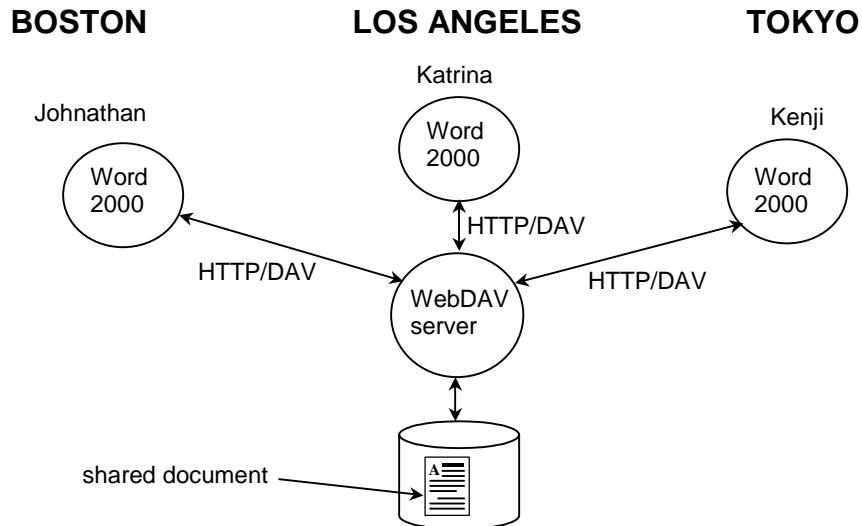 BOSTON
LOS ANGELES
TOKYO
Katrina
Johnathan
Kenji
Word
2000
Word
2000
Word
2000
HTTP/DAV
HTTP/DAV
HTTP/DAV
WebDAV
server
shared document
A